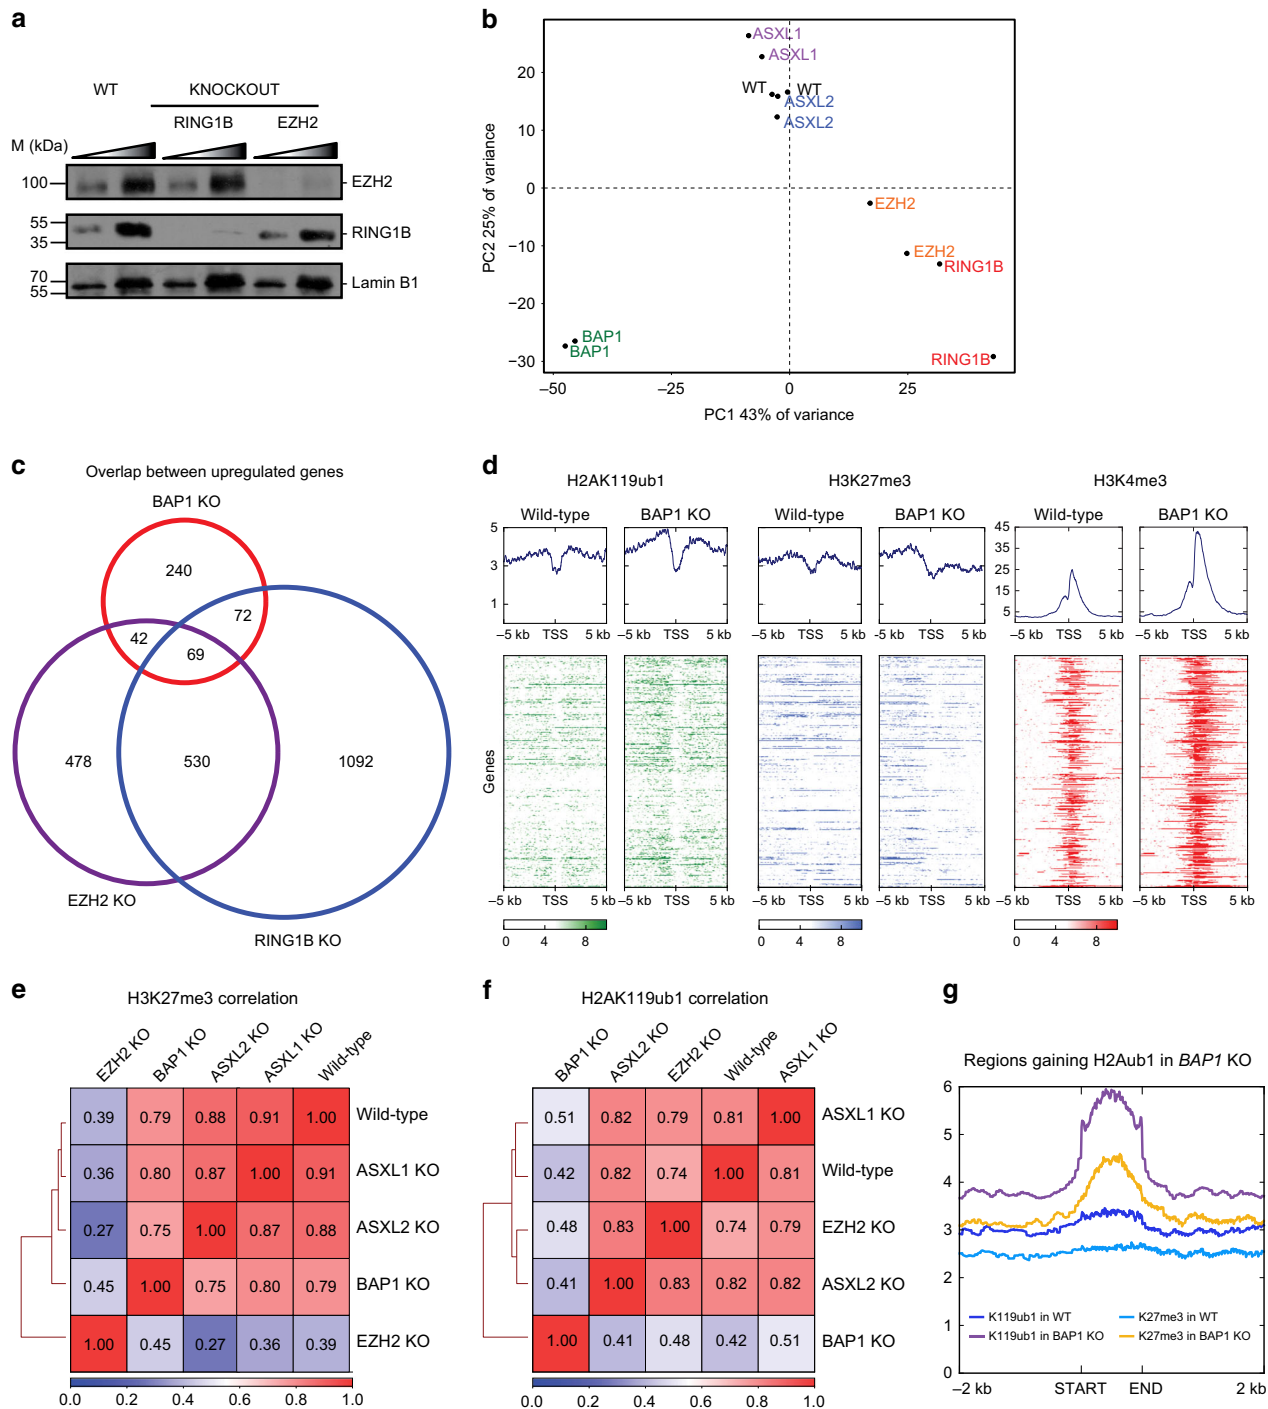 a
WT KNOCKOUT
RING1B EZH2
M (kDa)
100 EZH2
55
35 RING1B
70
55 Lamin B1
b
PC2 25% of variance
20
10
0
−10
−20
−30
−50 −25 0 25
PC1 43% of variance
ASXL1
ASXL1
WT WT
ASXL2
ASXL2
EZH2
EZH2
RING1B
RING1B
BAP1
BAP1
c
Overlap between upregulated genes
BAP1 KO
240
72
42
69
478 530 1092
EZH2 KO
RING1B KO
d
H2AK119ub1 H3K27me3 H3K4me3
Wild-type BAP1 KO Wild-type BAP1 KO Wild-type BAP1 KO
5
3
1
45
35
25
15
5
−5 kb TSS 5 kb −5 kb TSS 5 kb −5 kb TSS 5 kb −5 kb TSS 5 kb −5 kb TSS 5 kb −5 kb TSS 5 kb
Genes
−5 kb TSS 5 kb −5 kb TSS 5 kb −5 kb TSS 5 kb −5 kb TSS 5 kb −5 kb TSS 5 kb −5 kb TSS 5 kb
0 4 8 0 4 8 0 4 8
e
H3K27me3 correlation
EZH2 KO BAP1 KO ASXL2 KO ASXL1 KO Wild-type
0.39 0.79 0.88 0.91 1.00 Wild-type
0.36 0.80 0.87 1.00 0.91 ASXL1 KO
0.27 0.75 1.00 0.87 0.88 ASXL2 KO
0.45 1.00 0.75 0.80 0.79 BAP1 KO
1.00 0.45 0.27 0.36 0.39 EZH2 KO
0.0 0.2 0.4 0.6 0.8 1.0
f
H2AK119ub1 correlation
BAP1 KO ASXL2 KO EZH2 KO Wild-type ASXL1 KO
0.51 0.82 0.79 0.81 1.00 ASXL1 KO
0.42 0.82 0.74 1.00 0.81 Wild-type
0.48 0.83 1.00 0.74 0.79 EZH2 KO
0.41 1.00 0.83 0.82 0.82 ASXL2 KO
1.00 0.41 0.48 0.42 0.51 BAP1 KO
0.0 0.2 0.4 0.6 0.8 1.0
g
Regions gaining H2Aub1 in BAP1 KO
6
5
4
3
2
1
0
K119ub1 in WT K27me3 in WT
K119ub1 in BAP1 KO K27me3 in BAP1 KO
−2 kb START END 2 kb